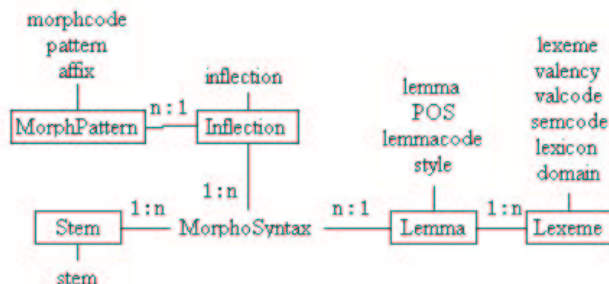 morphcode
pattern
affix
inflection
lexeme
valency
valcode
semcode
lexicon
domain
lemma
POS
lemmacode
style
MorphPattern
n:1
Inflection
1:n
Stem
1:n
MorphoSyntax
n:1
Lemma
1:n
Lexeme
stem